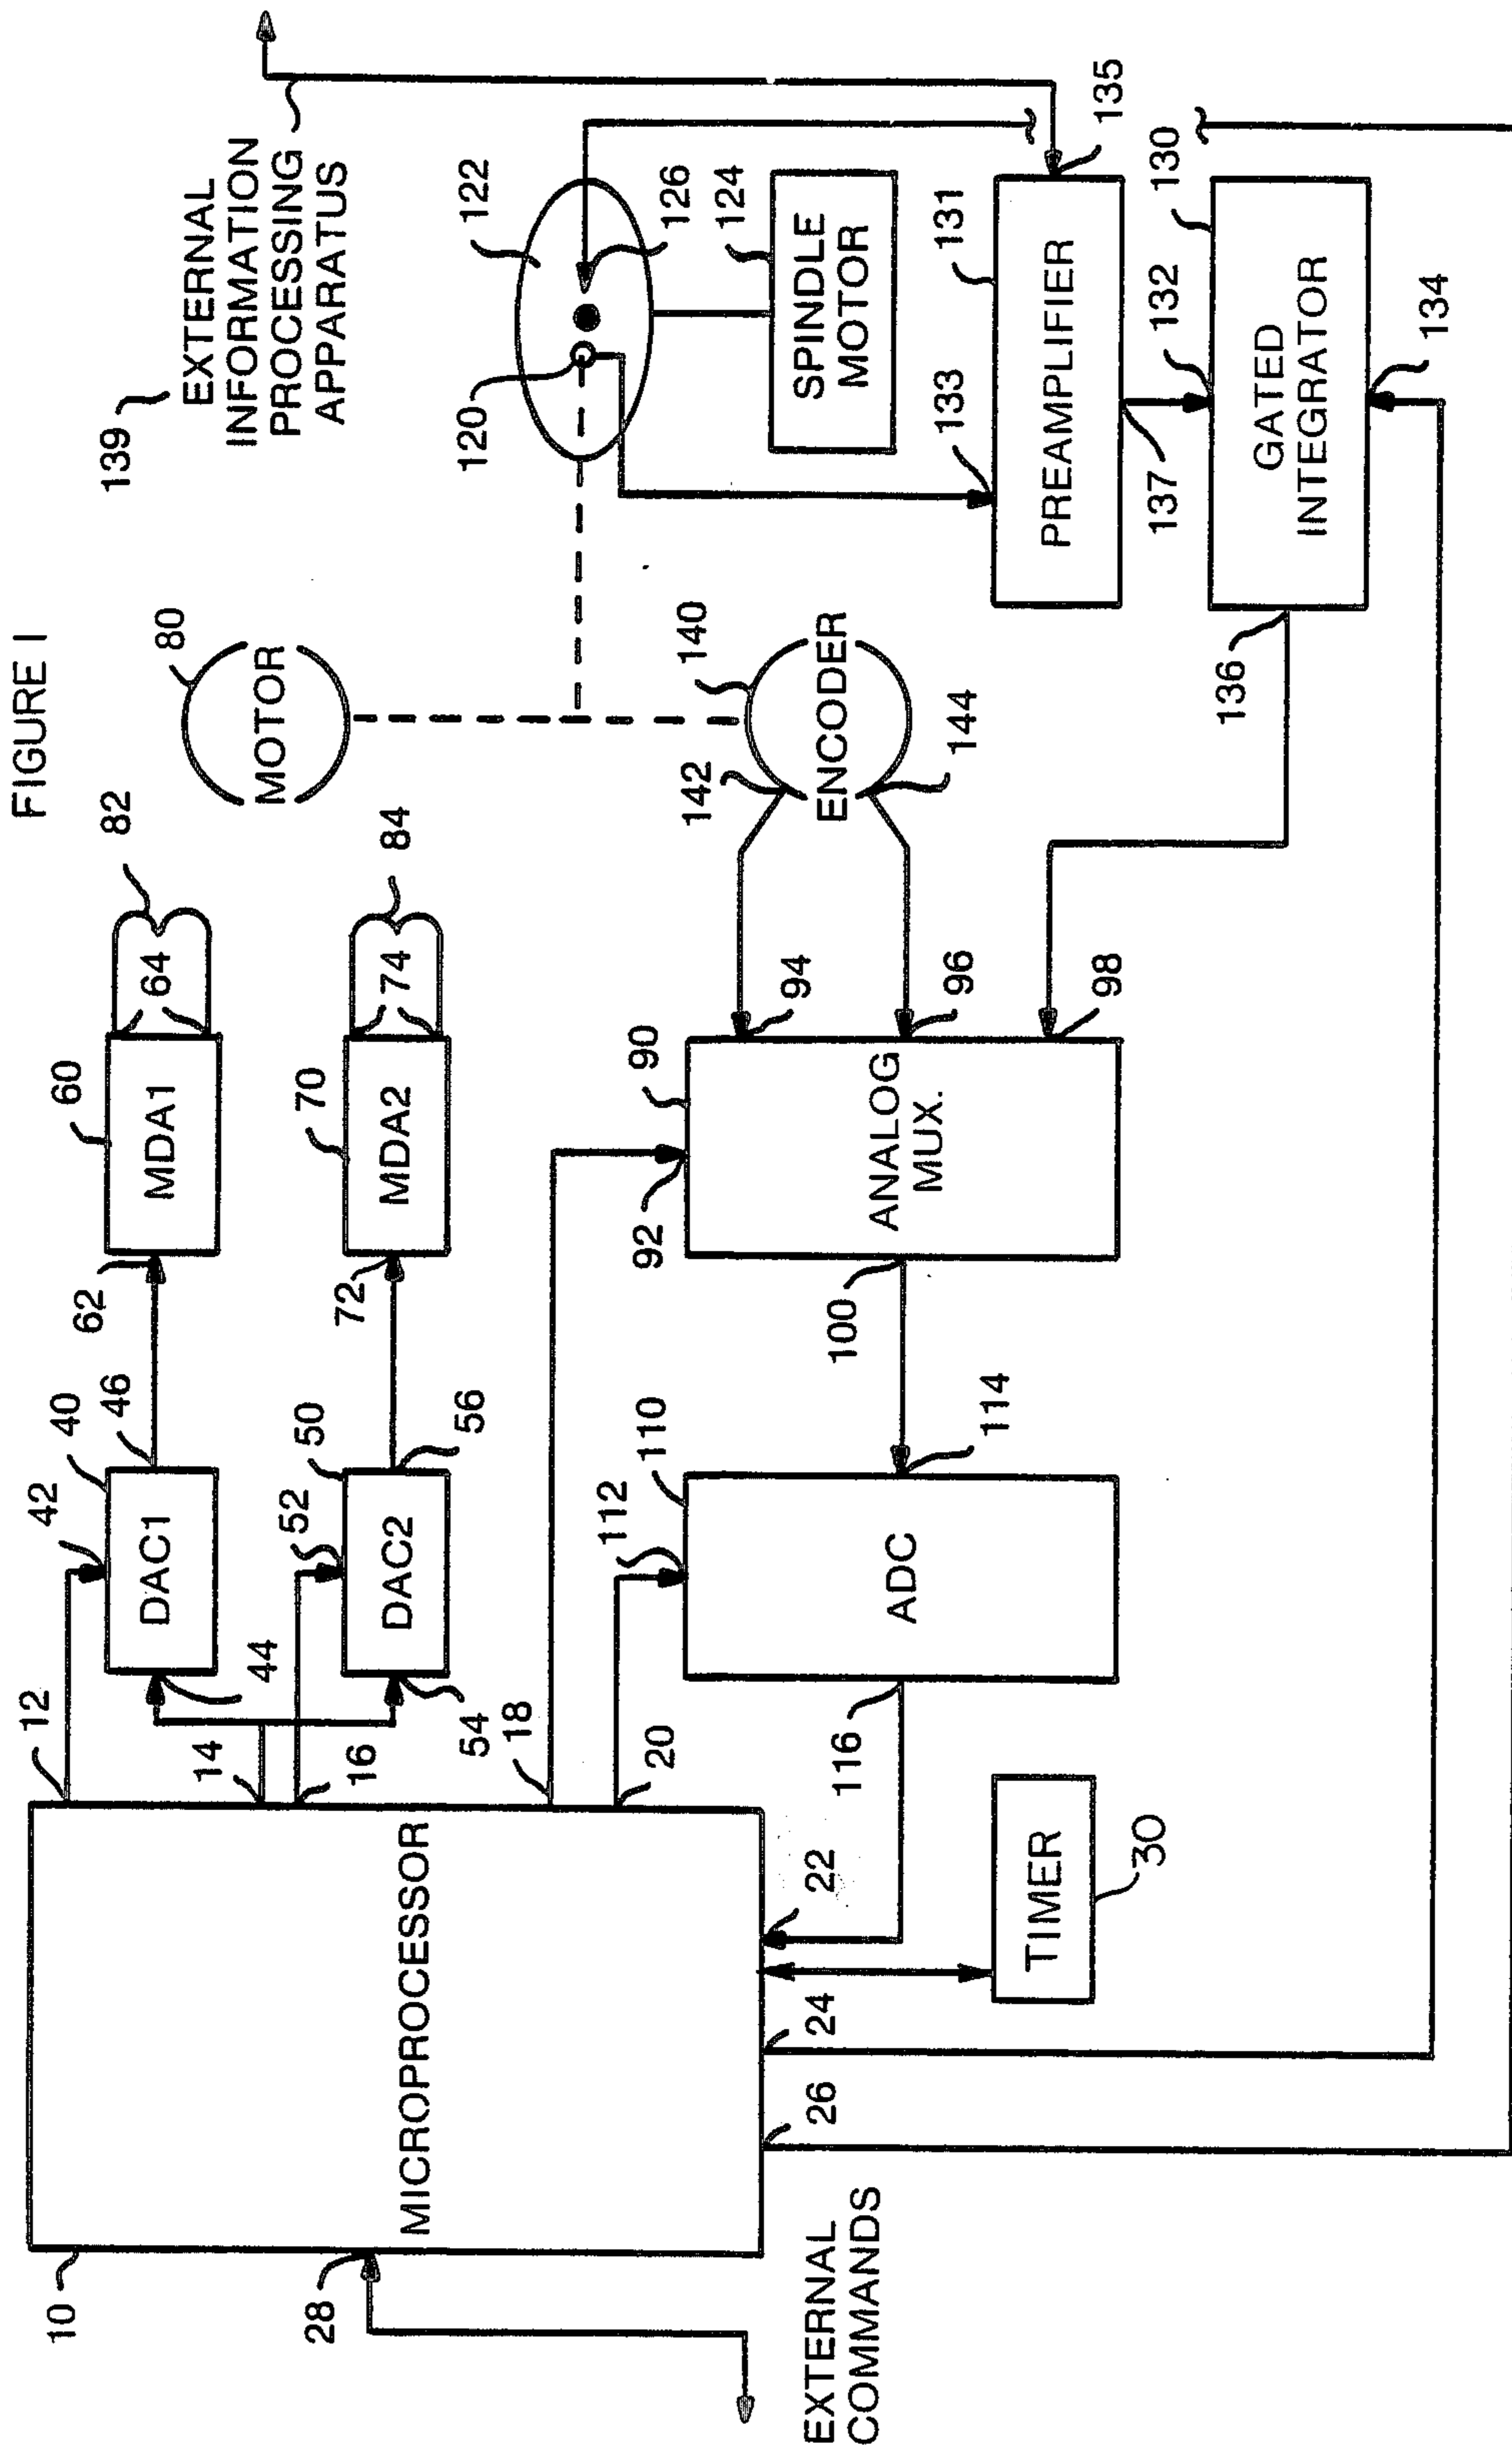 FIGURE 1
10
MICROPROCESSOR
28
EXTERNAL
COMMANDS
12
14
16
18
20
22
24
26
TIMER
30
42
40
DAC1
44
46
52
50
DAC2
54
56
62
60
MDA1
64
82
72
70
MDA2
74
84
80
MOTOR
112
110
ADC
114
116
92
90
ANALOG
MUX.
94
96
98
100
142
140
ENCODER
144
139
EXTERNAL
INFORMATION
PROCESSING
APPARATUS
120
122
126
124
SPINDLE
MOTOR
133
131
135
PREAMPLIFIER
137
132
130
GATED
INTEGRATOR
136
134